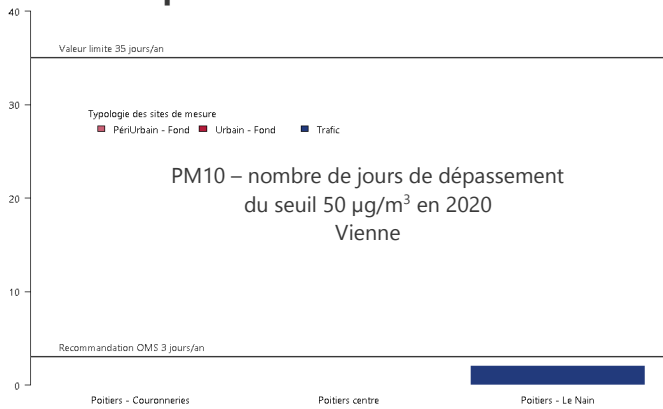 40
Valeur limite 35 jours/an
30
Typologie des sites de mesure
PériUrbain - Fond Urbain - Fond Trafic
PM10 – nombre de jours de dépassement
du seuil 50 µg/m³ en 2020
Vienne
20
10
Recommandation OMS 3 jours/an
0
Poitiers - Couronneries Poitiers centre Poitiers - Le Nain